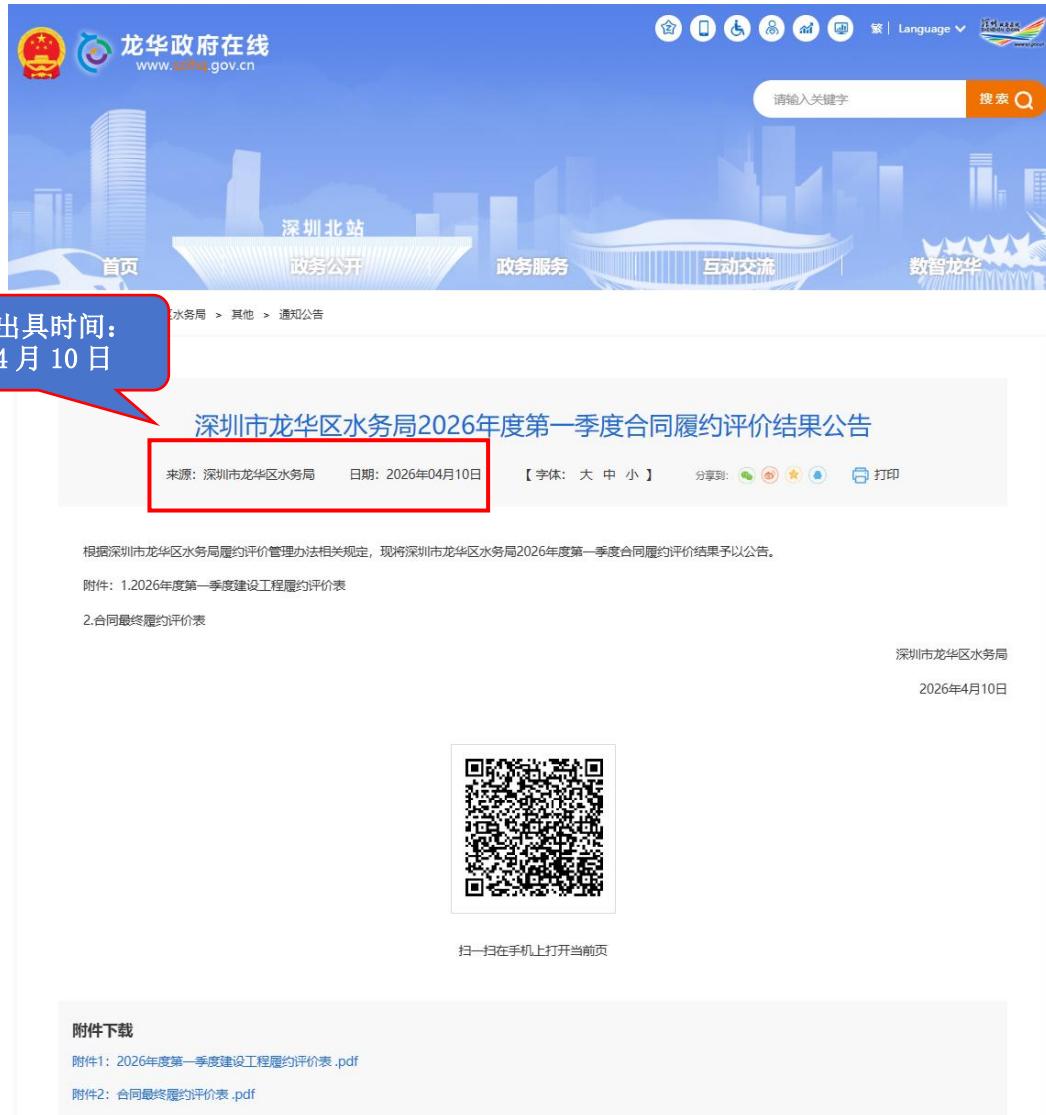 龙华政府在线
繁 | Language
www.szlhq.gov.cn
请输入关键字
搜索
深圳北站
首页
政务公开
政务服务
互动交流
数智龙华
出具时间：
4月10日
区水务局 > 其他 > 通知公告
深圳市龙华区水务局2026年度第一季度合同履约评价结果公告
来源：深圳市龙华区水务局 日期：2026年04月10日 【字体： 大 中 小 】 分享到: 打印
根据深圳市龙华区水务局履约评价管理办法相关规定，现将深圳市龙华区水务局2026年度第一季度合同履约评价结果予以公告。
附件：1.2026年度第一季度建设工程履约评价表
2.合同最终履约评价表
深圳市龙华区水务局
2026年4月10日
扫一扫在手机上打开当前页
附件下载
附件1：2026年度第一季度建设工程履约评价表.pdf
附件2：合同最终履约评价表.pdf